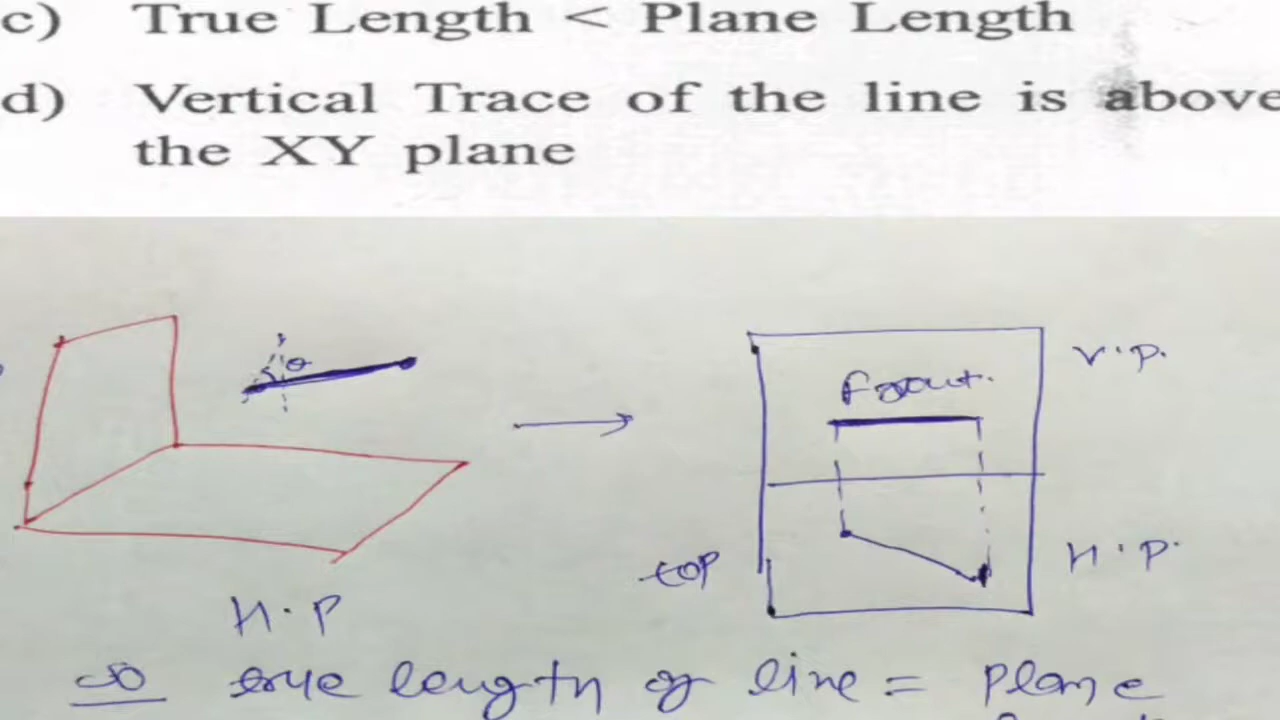 c) True Length < Plane Length
d) Vertical Trace of the line is above
the XY plane
θ
V.P.
Front.
top
H.P.
H.P
so true length of line = plane